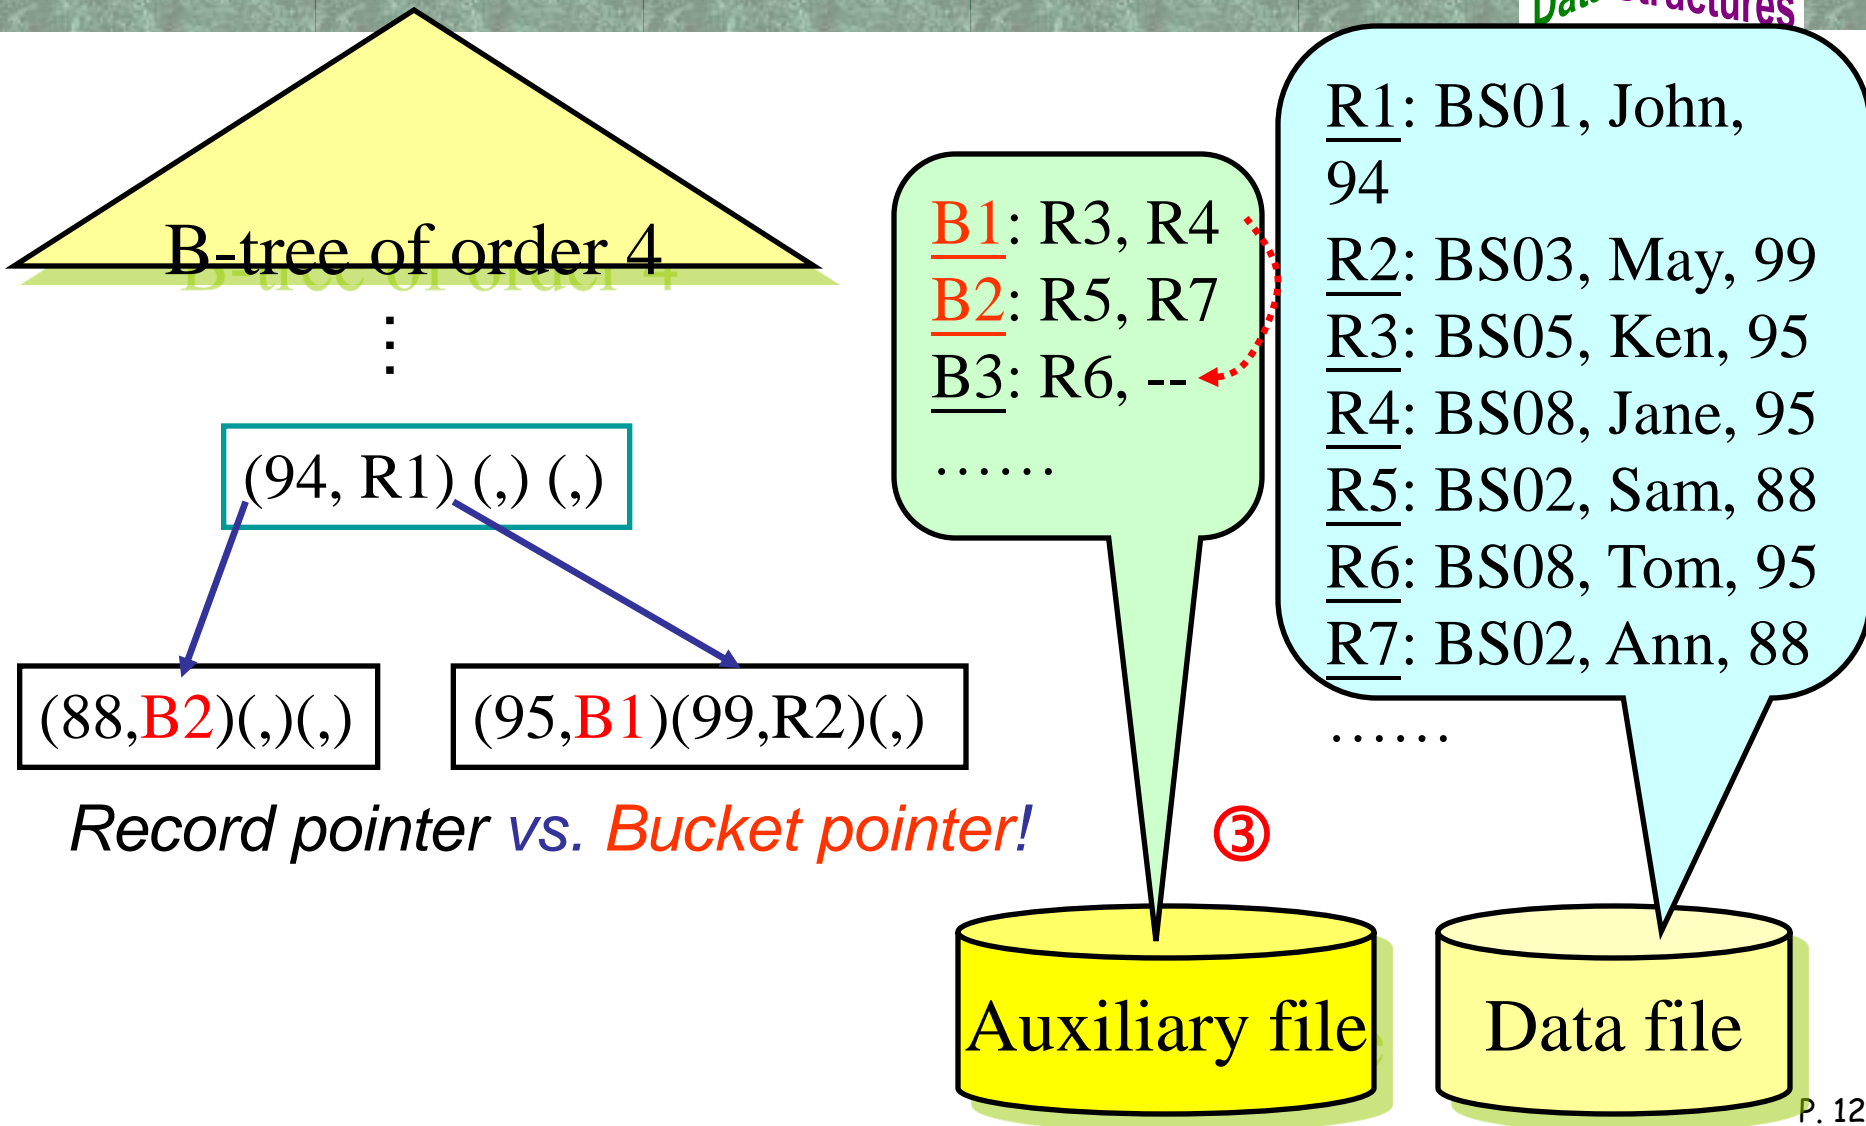 Data Structures
B-tree of order 4
⋮
(94, R1) (,) (,)
(88,B2)(,)(,)
(95,B1)(99,R2)(,)
Record pointer vs. Bucket pointer!
B1: R3, R4
B2: R5, R7
B3: R6, --
……
R1: BS01, John,
94
R2: BS03, May, 99
R3: BS05, Ken, 95
R4: BS08, Jane, 95
R5: BS02, Sam, 88
R6: BS08, Tom, 95
R7: BS02, Ann, 88
……
③
Auxiliary file
Data file
P. 12